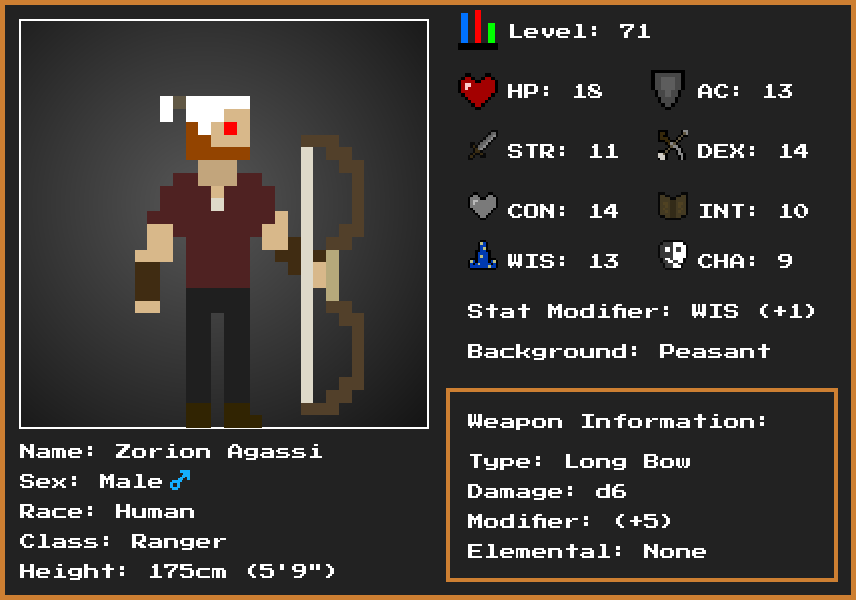 Level: 71
HP: 18 AC: 13
STR: 11 DEX: 14
CON: 14 INT: 10
WIS: 13 CHA: 9
Stat Modifier: WIS (+1)
Background: Peasant
Weapon Information:
Type: Long Bow
Damage: d6
Modifier: (+5)
Elemental: None
Name: Zorion Agassi
Sex: Male♂
Race: Human
Class: Ranger
Height: 175cm (5'9")